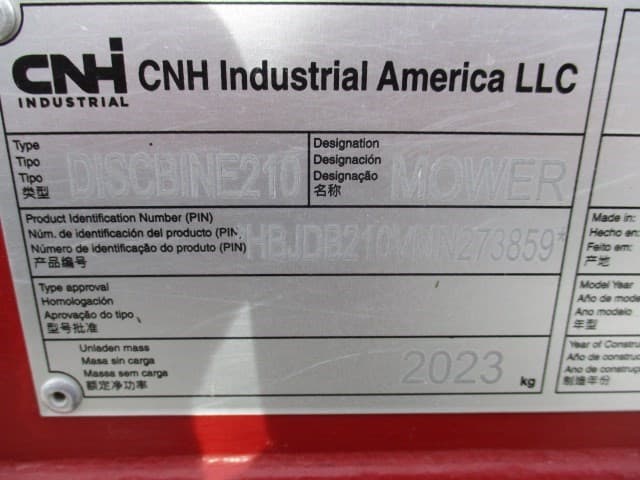 CNH
INDUSTRIAL
CNH Industrial America LLC
Type
Tipo
Tipo
类型
DISCBINE210
Designation
Designación
Designação
名称
MOWER
Product Identification Number (PIN)
Núm. de identificación del producto (PIN)
Número de identificação do produto (PIN)
产品编号
Made in:
Hecho en:
Feito em:
产地
Type approval
Homologación
Aprovação do tipo
型号批准
Model Year
Año de mode
Ano modelo
年型
Unladen mass
Masa sin carga
Massa sem carga
额定净功率
2023
kg
Year of Constru
Año de construc
Ano de construç
制造年份